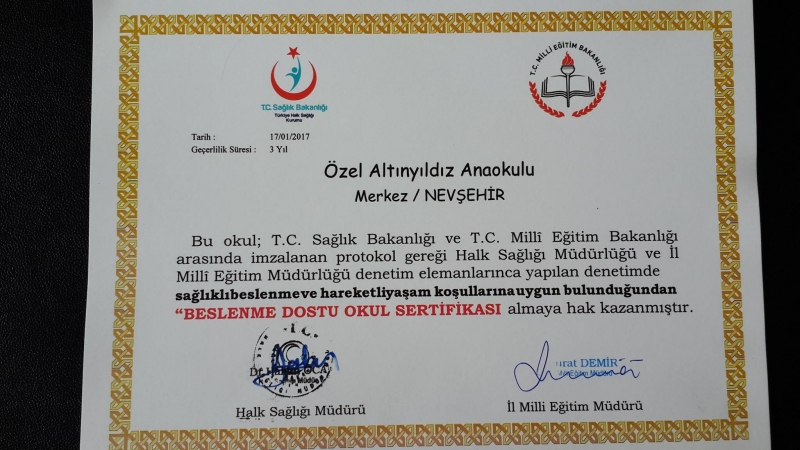 T.C. Sağlık Bakanlığı
Türkiye Halk Sağlığı
Kurumu
T.C. MİLLÎ EĞİTİM BAKANLIĞI
Tarih : 17/01/2017
Geçerlilik Süresi : 3 Yıl
Özel Altınyıldız Anaokulu
Merkez / NEVŞEHİR
Bu okul; T.C. Sağlık Bakanlığı ve T.C. Millî Eğitim Bakanlığı
arasında imzalanan protokol gereği Halk Sağlığı Müdürlüğü ve İl
Millî Eğitim Müdürlüğü denetim elemanlarınca yapılan denetimde
sağlıklıbeslenmeve hareketliyaşam koşullarınauygun bulunduğundan
“BESLENME DOSTU OKUL SERTİFİKASI almaya hak kazanmıştır.
T.C.
Dr.
DEMİR
Halk Sağlığı Müdürü
İl Milli Eğitim Müdürü